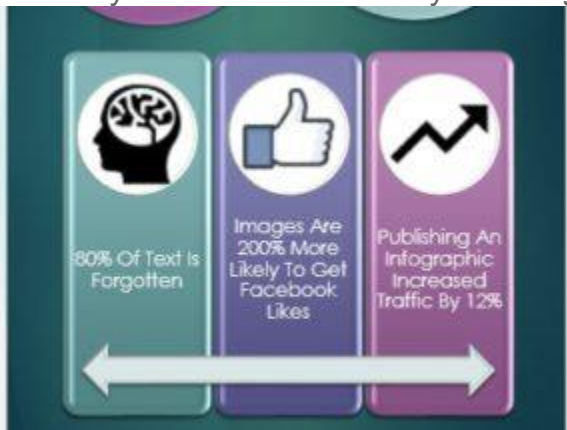 80% Of Text Is
Forgotten
Images Are
200% More
Likely To Get
Facebook
Likes
Publishing An
Infographic
Increased
Traffic By 12%